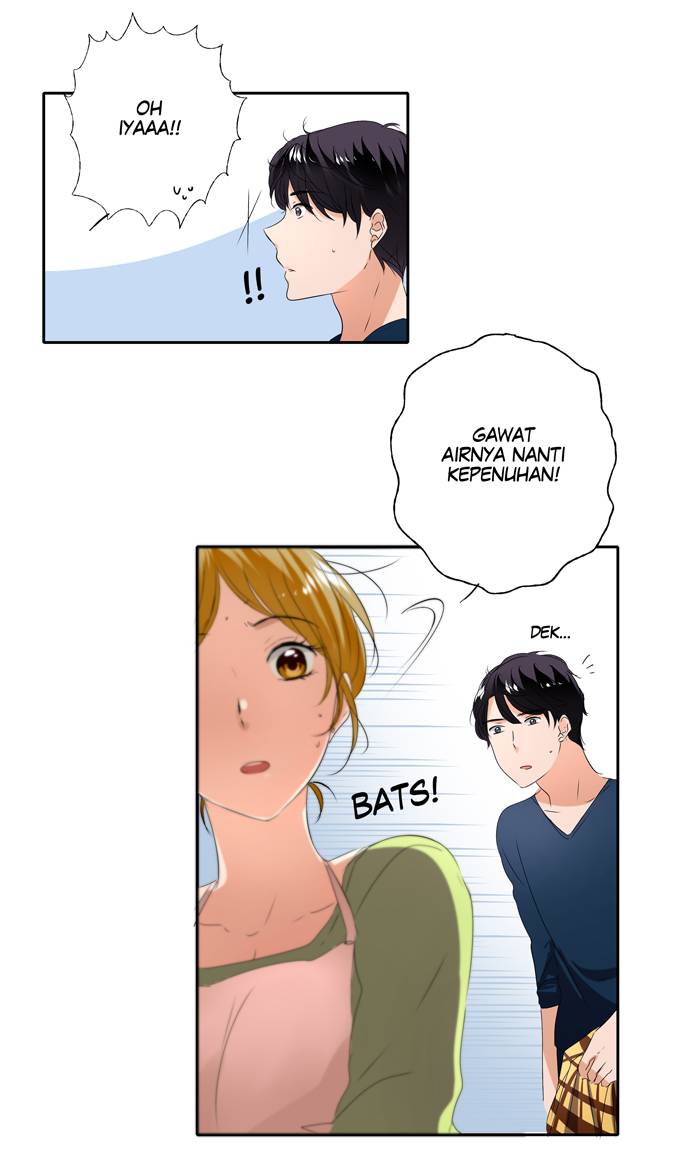 OH
IYAAA!!
!!
GAWAT
AIRNYA NANTI
KEPENUHAN!
DEK...
BATS!